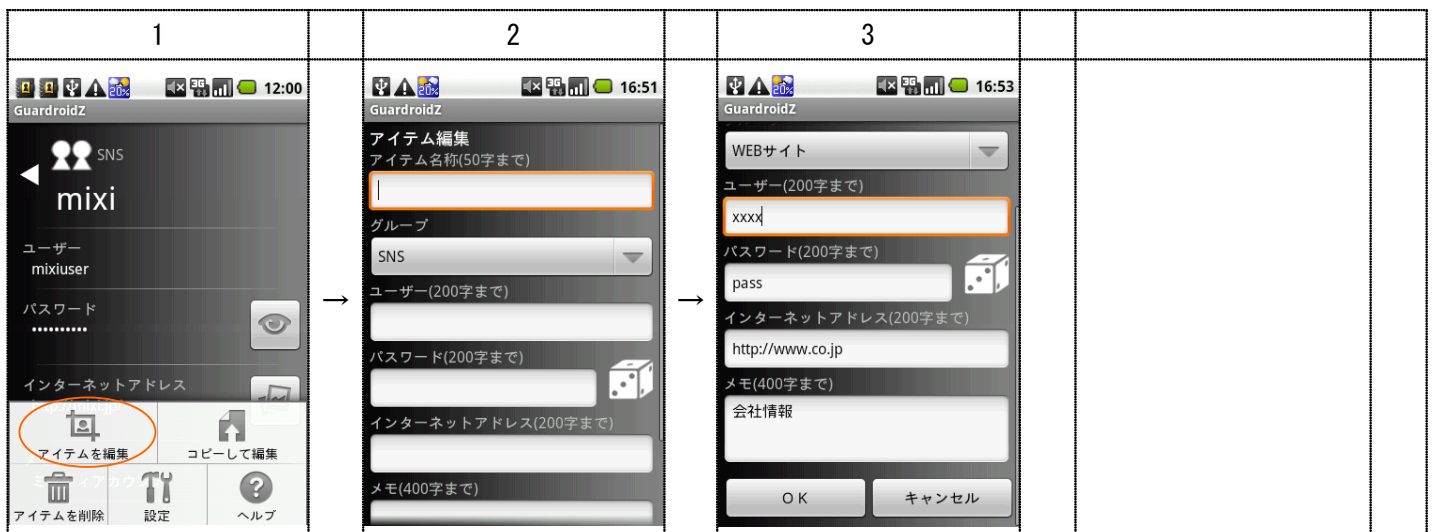 1
2
3
20%
3G
12:00
GuardroidZ
SNS
mixi
ユーザー
mixiuser
パスワード
••••••••••
インターネットアドレス
http://mixi.jp/
アイテムを編集
コピーして編集
アイテムを削除
設定
ヘルプ
→
20%
3G
16:51
GuardroidZ
アイテム編集
アイテム名称(50字まで)
グループ
SNS
ユーザー(200字まで)
パスワード(200字まで)
インターネットアドレス(200字まで)
メモ(400字まで)
→
20%
3G
16:53
GuardroidZ
WEBサイト
ユーザー(200字まで)
xxxx
パスワード(200字まで)
pass
インターネットアドレス(200字まで)
http://www.co.jp
メモ(400字まで)
会社情報
ＯＫ
キャンセル